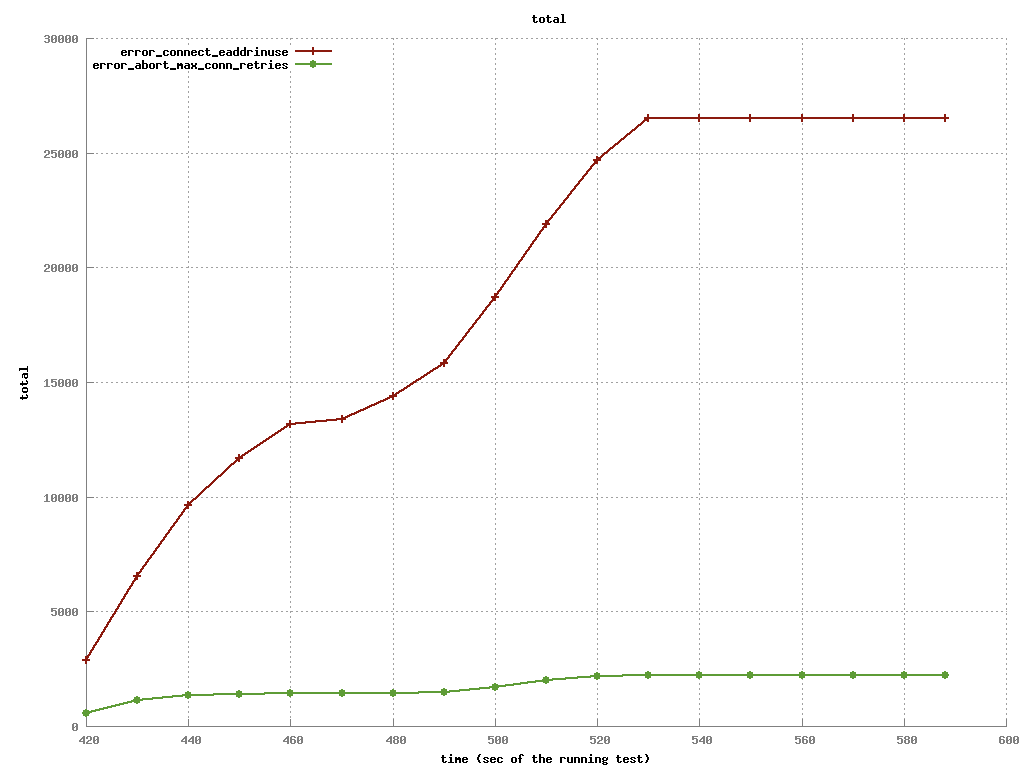 total
30000
error_connect_eaddrinuse
error_abort_max_conn_retries
25000
20000
15000
total
10000
5000
0
420 440 460 480 500 520 540 560 580 600
time (sec of the running test)